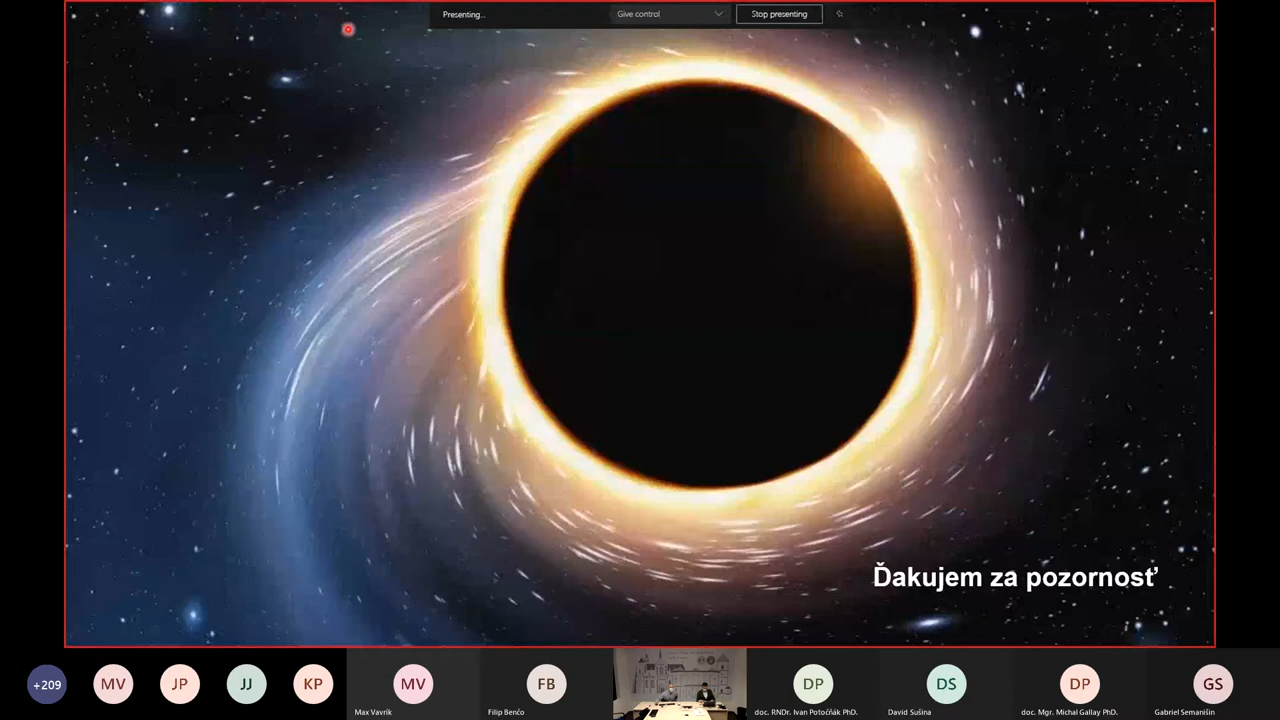 Presenting...
Give control
Stop presenting
Ďakujem za pozornosť
+209
MV
JP
JJ
KP
MV
FB
DP
DS
DP
GS
Max Vavrik
Filip Benčo
doc. RNDr. Ivan Potočňák PhD.
David Sušina
doc. Mgr. Michal Gallay PhD.
Gabriel Semanišin